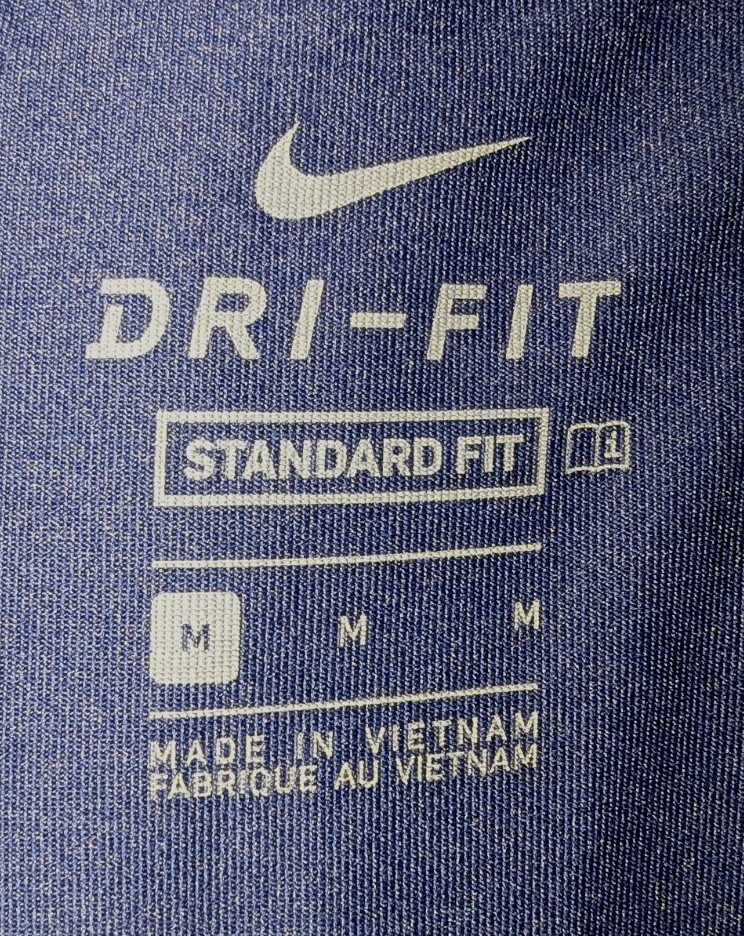 DRI-FIT
STANDARD FIT i
M M M
MADE IN VIETNAM
FABRIQUE AU VIETNAM